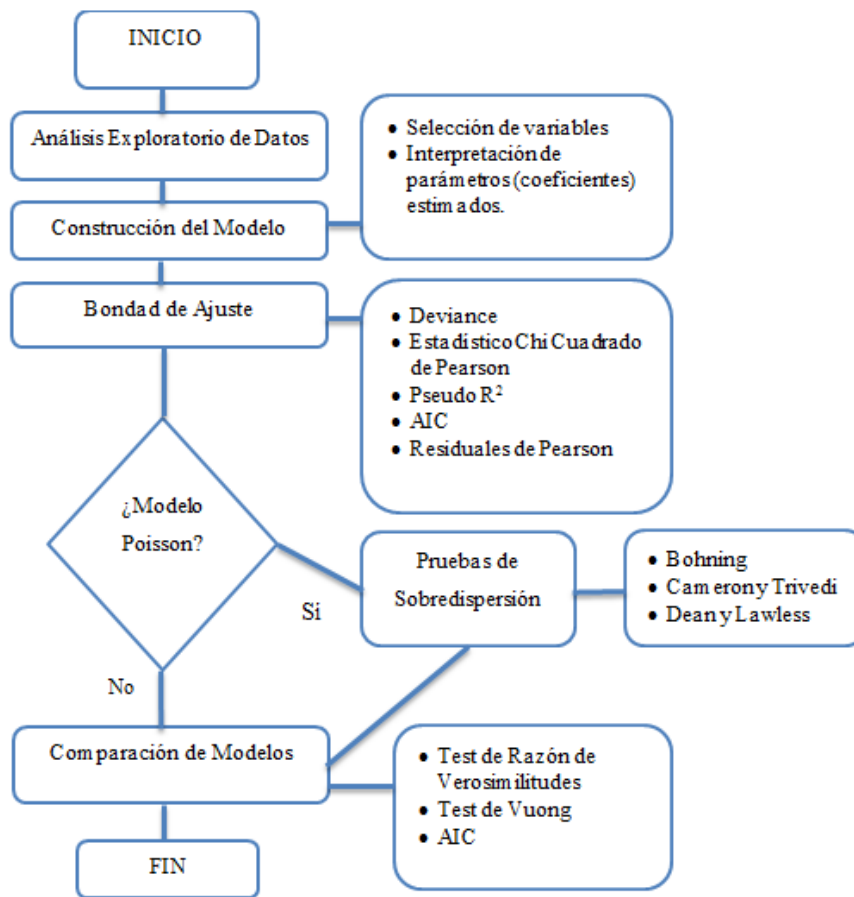 INICIO
Análisis Exploratorio de Datos
• Selección de variables
• Interpretación de
parámetros (coeficientes)
estimados.
Construcción del Modelo
Bondad de Ajuste
• Deviance
• Estadístico Chi Cuadrado
de Pearson
• Pseudo R²
• AIC
• Residuales de Pearson
¿Modelo
Poisson?
Si
Pruebas de
Sobredispersión
• Bohning
• Cameron y Trivedi
• Dean y Lawless
No
Comparación de Modelos
• Test de Razón de
Verosimilitudes
• Test de Vuong
• AIC
FIN